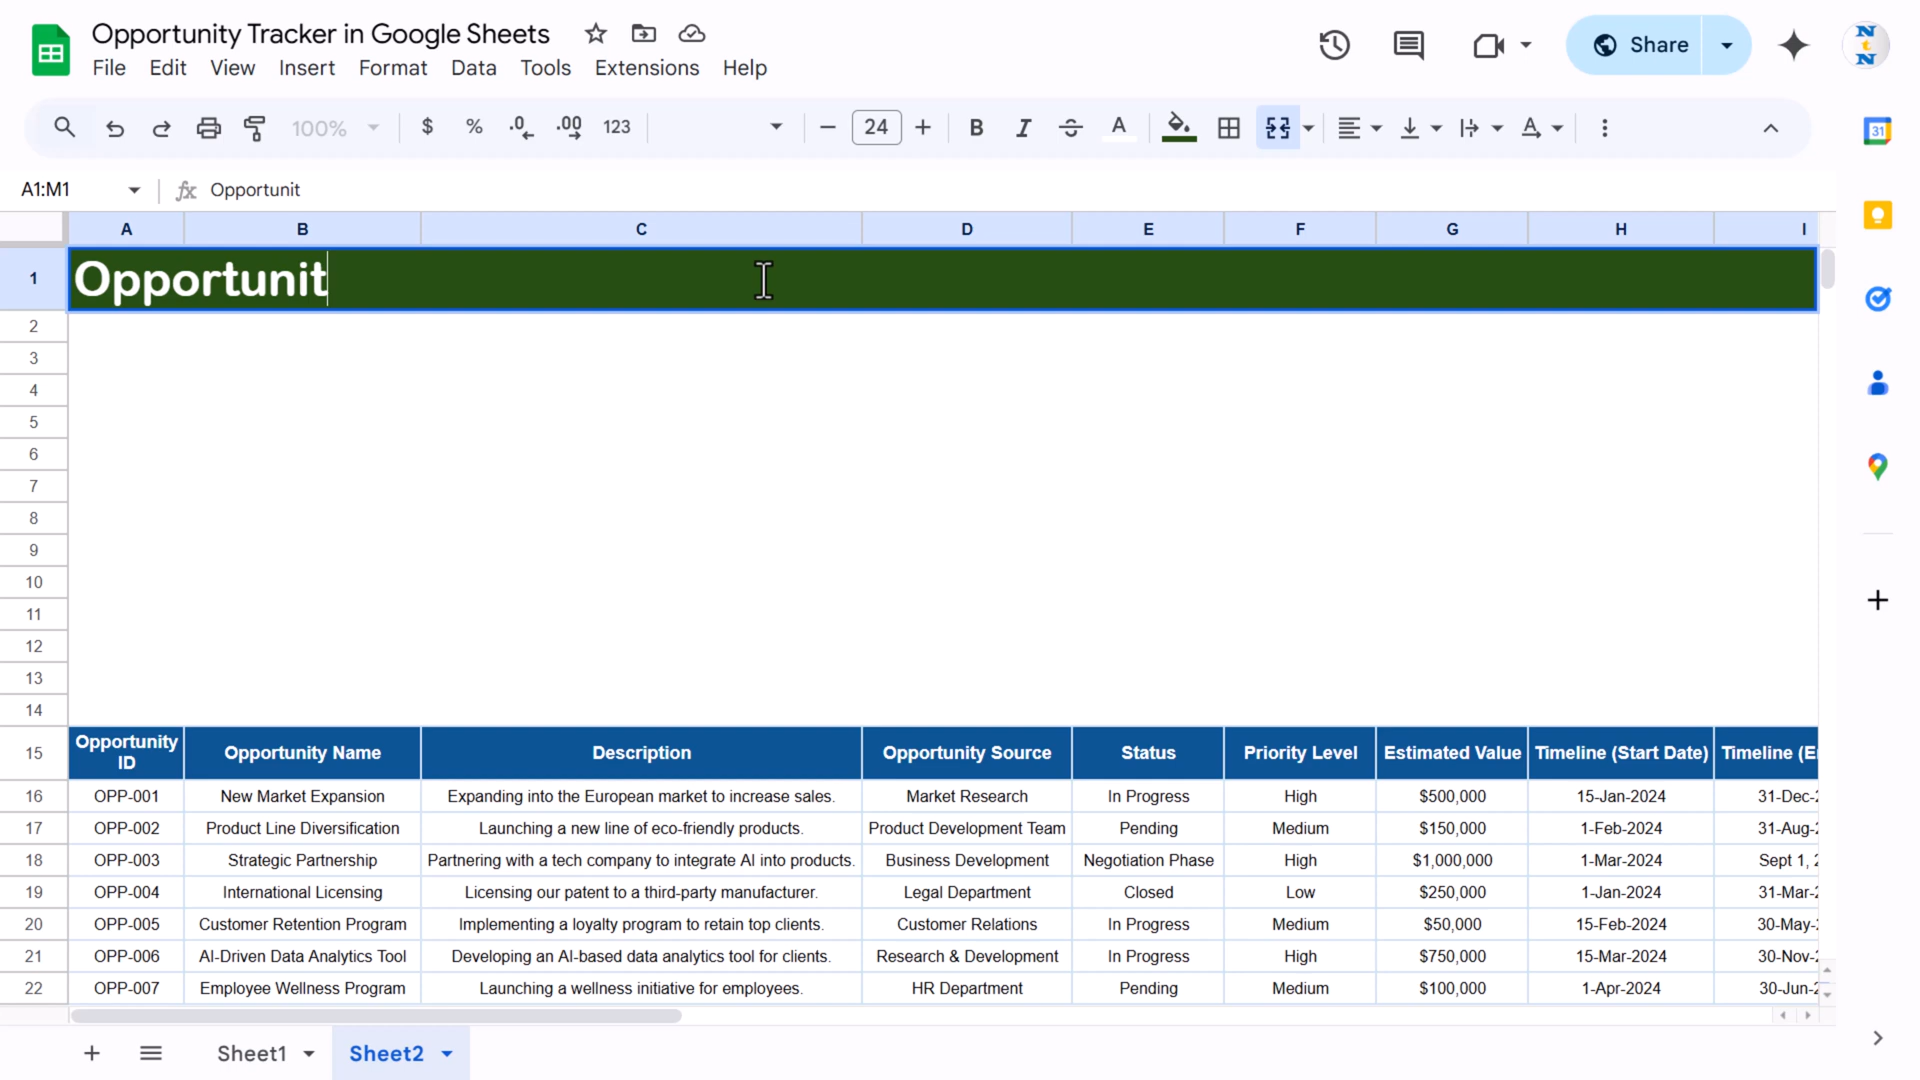 Opportunity Tracker in Google Sheets
File Edit View Insert Format Data Tools Extensions Help
Share
100% $ % .0 .00 123 24 B I A A
31
A1:M1 fx Opportunit
A B C D E F G H I
1 Opportunit
2
3
4
5
6
7
8
9
10
11
12
13
14
15 Opportunity ID Opportunity Name Description Opportunity Source Status Priority Level Estimated Value Timeline (Start Date) Timeline (E
16 OPP-001 New Market Expansion Expanding into the European market to increase sales. Market Research In Progress High $500,000 15-Jan-2024 31-Dec-
17 OPP-002 Product Line Diversification Launching a new line of eco-friendly products. Product Development Team Pending Medium $150,000 1-Feb-2024 31-Aug-
18 OPP-003 Strategic Partnership Partnering with a tech company to integrate AI into products. Business Development Negotiation Phase High $1,000,000 1-Mar-2024 Sept 1,
19 OPP-004 International Licensing Licensing our patent to a third-party manufacturer. Legal Department Closed Low $250,000 1-Jan-2024 31-Mar-
20 OPP-005 Customer Retention Program Implementing a loyalty program to retain top clients. Customer Relations In Progress Medium $50,000 15-Feb-2024 30-May-
21 OPP-006 AI-Driven Data Analytics Tool Developing an AI-based data analytics tool for clients. Research & Development In Progress High $750,000 15-Mar-2024 30-Nov-
22 OPP-007 Employee Wellness Program Launching a wellness initiative for employees. HR Department Pending Medium $100,000 1-Apr-2024 30-Jun-
Sheet1 Sheet2